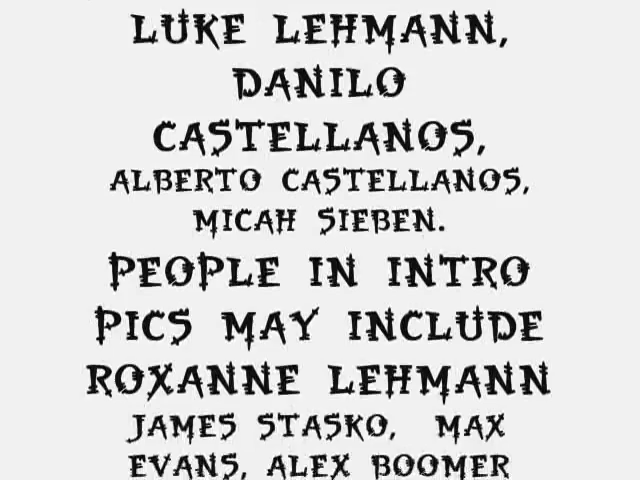 LUKE LEHMANN,
DANILO
CASTELLANOS,
ALBERTO CASTELLANOS,
MICAH SIEBEN.
PEOPLE IN INTRO
PICS MAY INCLUDE
ROXANNE LEHMANN
JAMES STASKO, MAX
EVANS, ALEX BOOMER